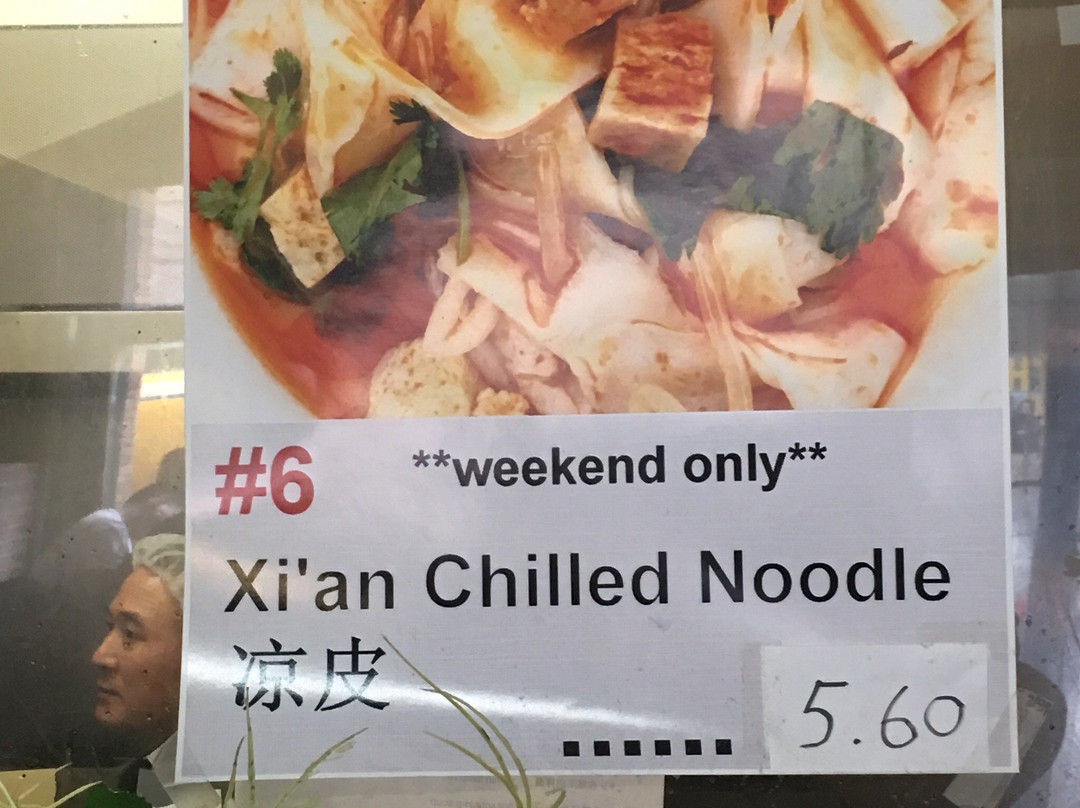 #6 **weekend only**
Xi'an Chilled Noodle
凉皮
...... 5.60